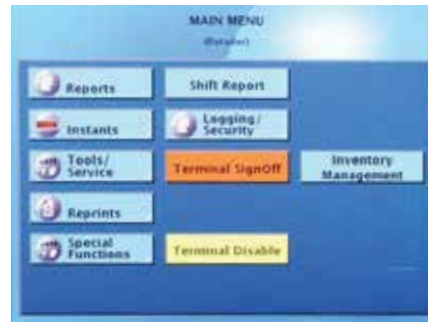 MAIN MENU
(Retailer)
Reports
Shift Report
Instants
Logging/
Security
Tools/
Service
Terminal SignOff
Inventory
Management
Reprints
Special
Functions
Terminal Disable